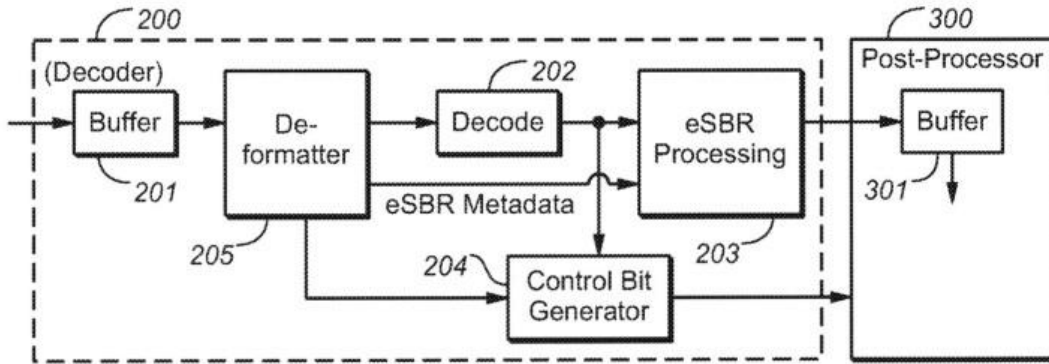 200
300
(Decoder)
Post-Processor
202
Buffer
De-
formatter
Decode
eSBR
Processing
Buffer
201
301
eSBR Metadata
205
204
203
Control Bit
Generator